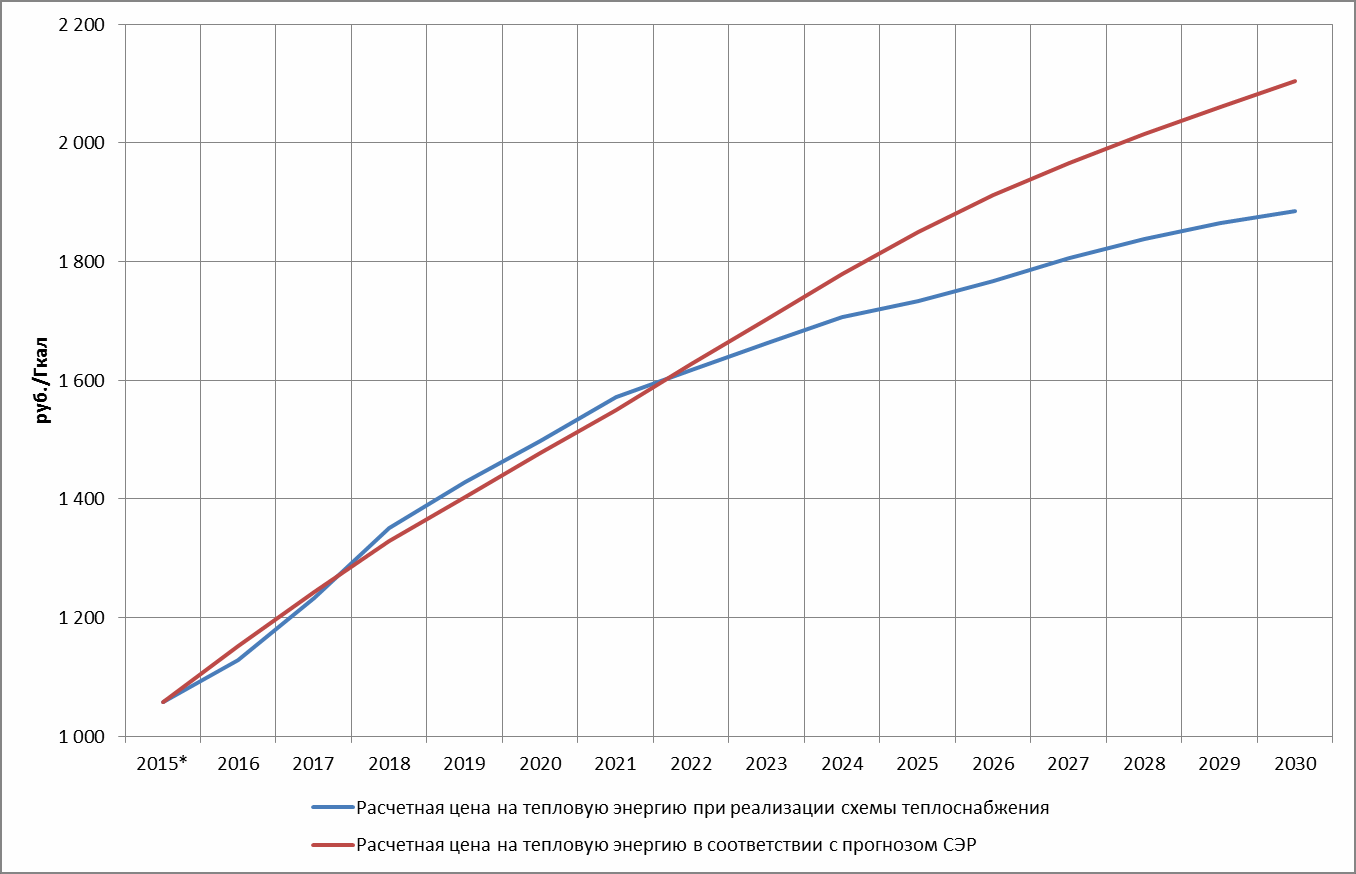 2 200
2 000
1 800
1 600
1 400
1 200
1 000
руб./Гкал
2015* 2016 2017 2018 2019 2020 2021 2022 2023 2024 2025 2026 2027 2028 2029 2030
Расчетная цена на тепловую энергию при реализации схемы теплоснабжения
Расчетная цена на тепловую энергию в соответствии с прогнозом СЭР